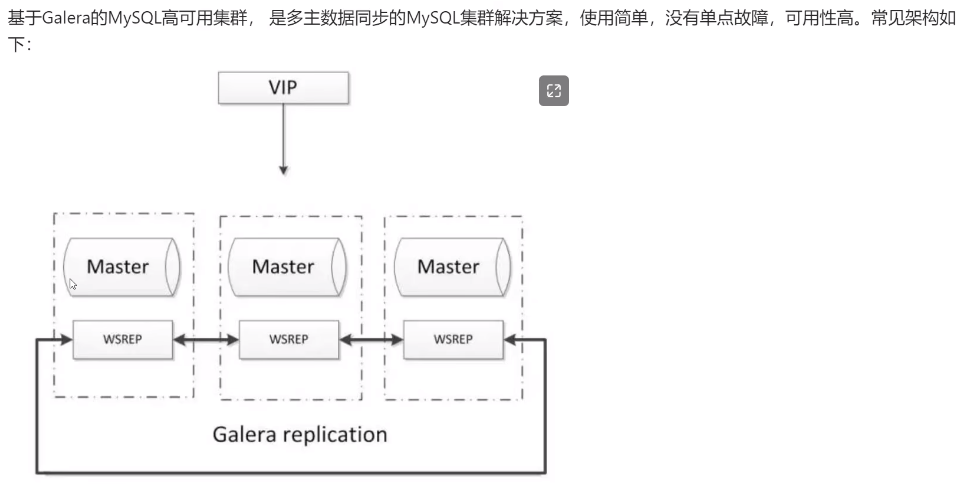 基于Galera的MySQL高可用集群， 是多主数据同步的MySQL集群解决方案，使用简单，没有单点故障，可用性高。常见架构如
下：
VIP
Master Master Master
WSREP WSREP WSREP
Galera replication